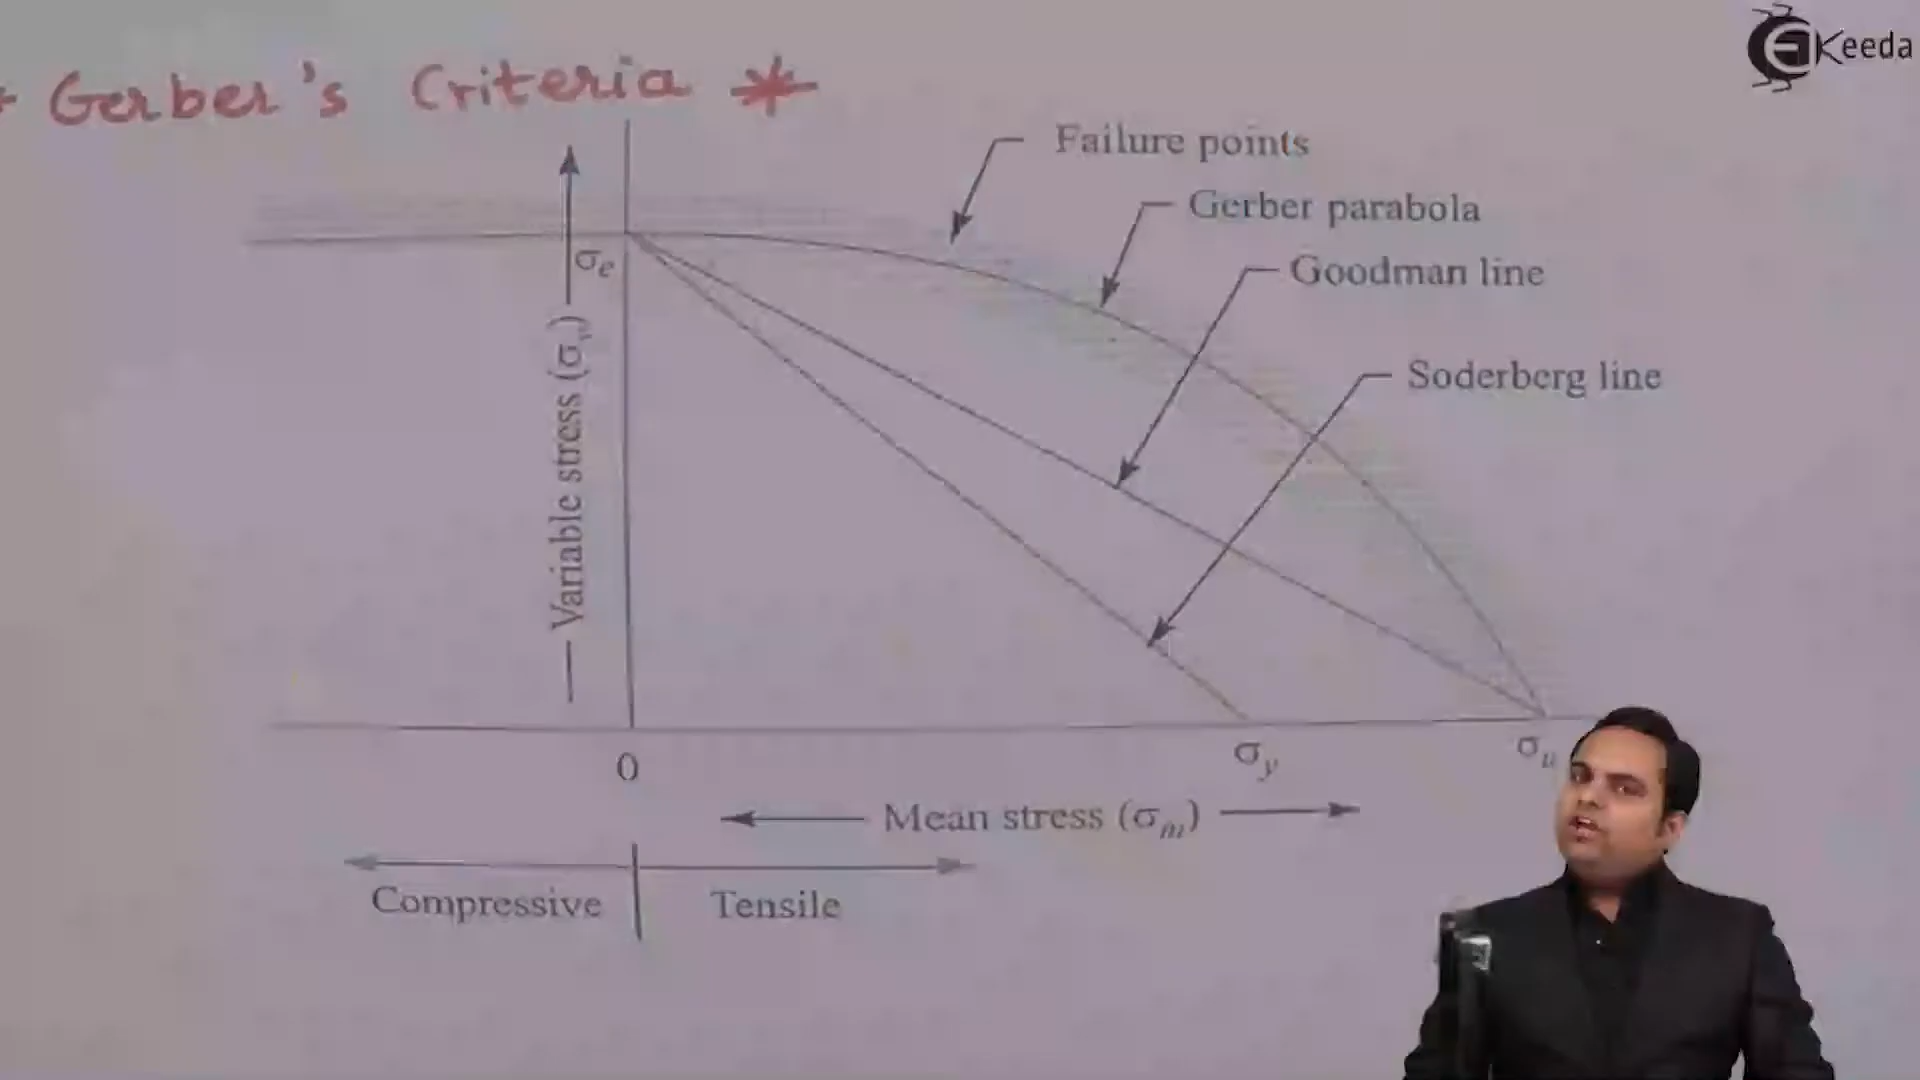 Keeda
Gerber's Criteria *
Failure points
Gerber parabola
Goodman line
Soderberg line
σe
Variable stress (σv)
0
σy
σu
Mean stress (σm)
Compressive
Tensile